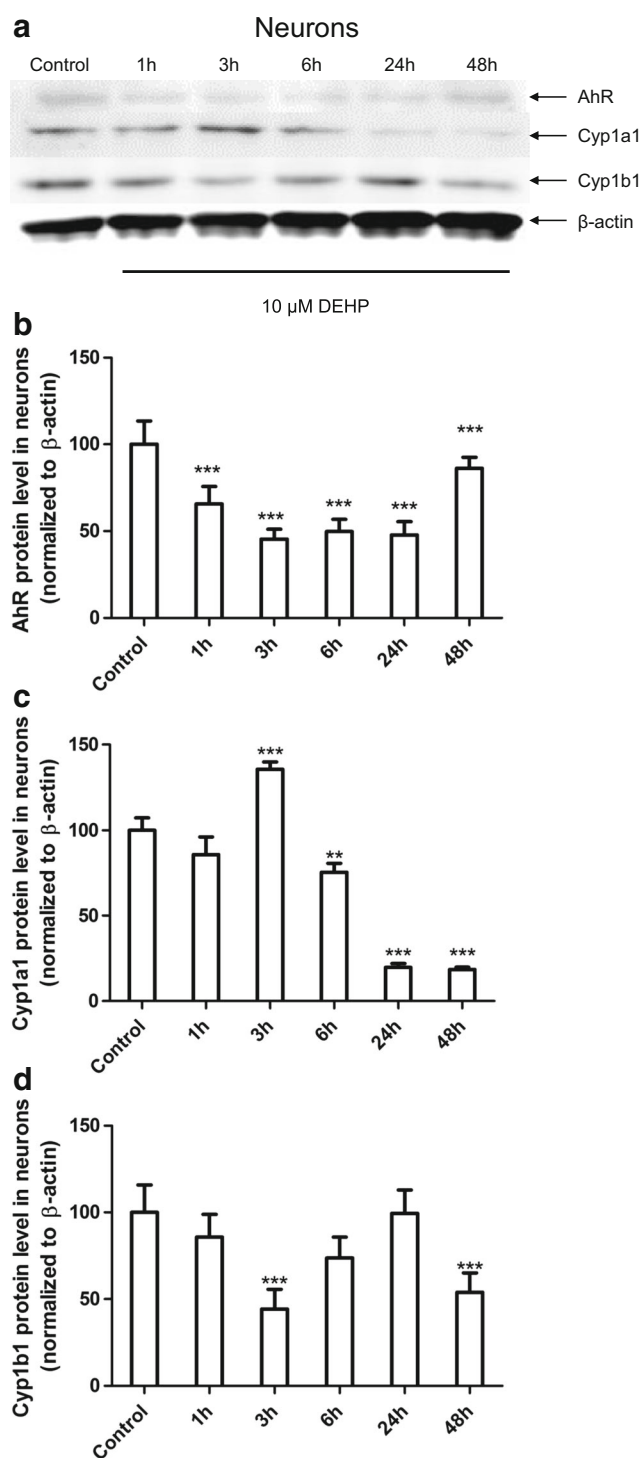 a
Neurons
Control 1h 3h 6h 24h 48h
AhR
Cyp1a1
Cyp1b1
β-actin
10 µM DEHP
b
AhR protein level in neurons
(normalized to β-actin)
150
100
50
0
***
***
***
***
***
Control 1h 3h 6h 24h 48h
c
Cyp1a1 protein level in neurons
(normalized to β-actin)
150
100
50
0
***
**
***
***
Control 1h 3h 6h 24h 48h
d
Cyp1b1 protein level in neurons
(normalized to β-actin)
150
100
50
0
***
***
Control 1h 3h 6h 24h 48h